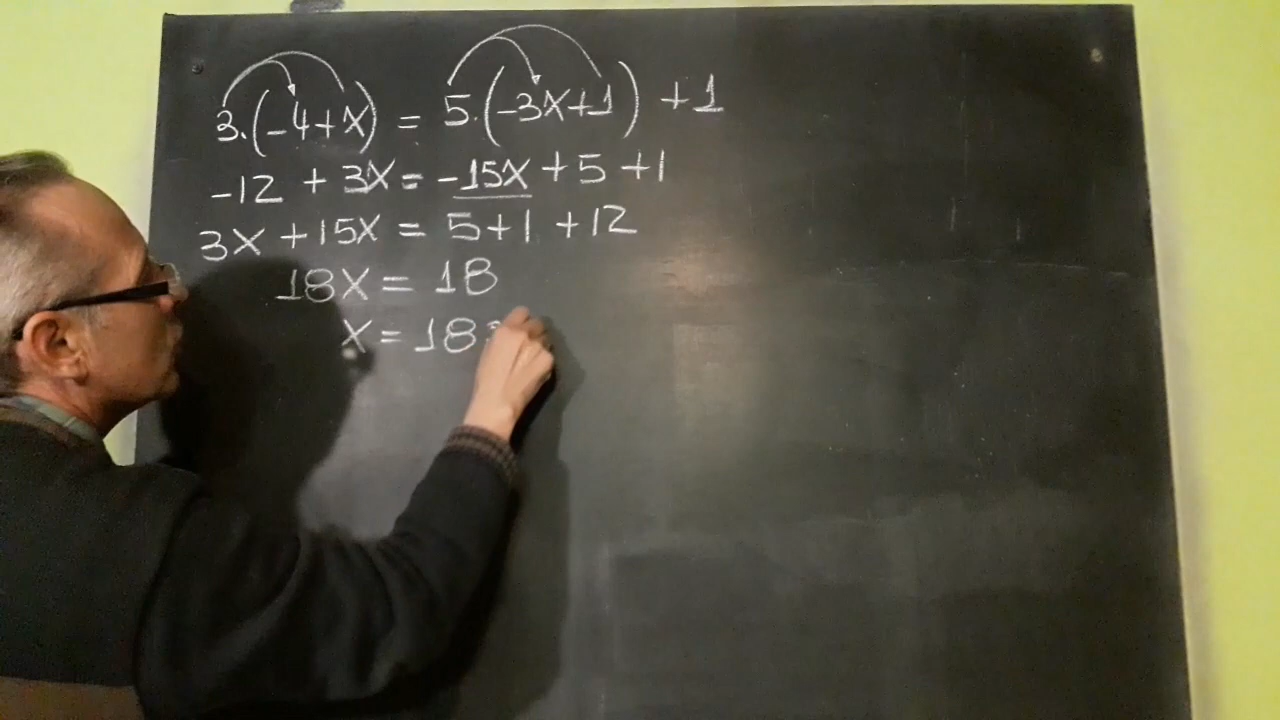 3.(-4+x) = 5.(-3x+1) +1
-12 + 3x = -15x +5 +1
3x +15x = 5+1 +12
18x = 18
x = 18